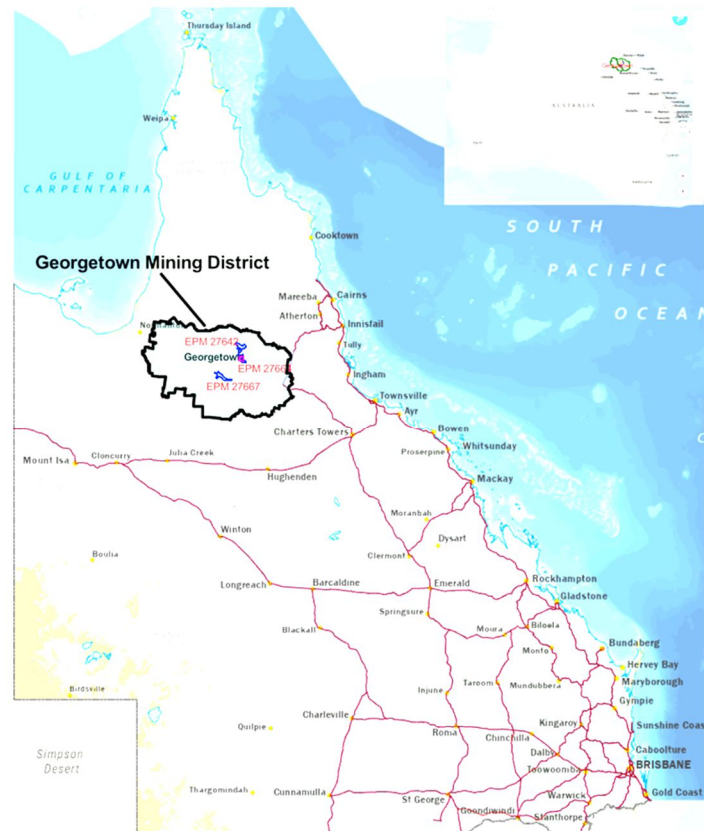 Thursday Island
Weipa
AUSTRALIA
GULF OF
CARPENTARIA
SOUTH
PACIFIC
OCEAN
Cooktown
Georgetown Mining District
Mareeba
Cairns
Atherton
Innisfail
Tully
EPM 27642
Georgetown
EPM 27667
Ingham
Townsville
Ayr
Bowen
Charters Towers
Whitsunday
Proserpine
Mount Isa
Cloncurry
Julia Creek
Hughenden
Mackay
Moranbah
Winton
Dysart
Boulia
Clermont
Longreach
Barcaldine
Emerald
Rockhampton
Gladstone
Springsure
Blackall
Moura
Biloela
Monto
Bundaberg
Hervey Bay
Maryborough
Birdsville
Injune
Taroom
Mundubbera
Gympie
Quilpie
Charleville
Roma
Chinchilla
Kingaroy
Sunshine Coas
Simpson
Desert
Dalby
Caboolture
Toowoomba
BRISBANE
Thargomindah
Cunnamulla
St George
Goondiwindi
Warwick
Gold Coast
Stanthorpe